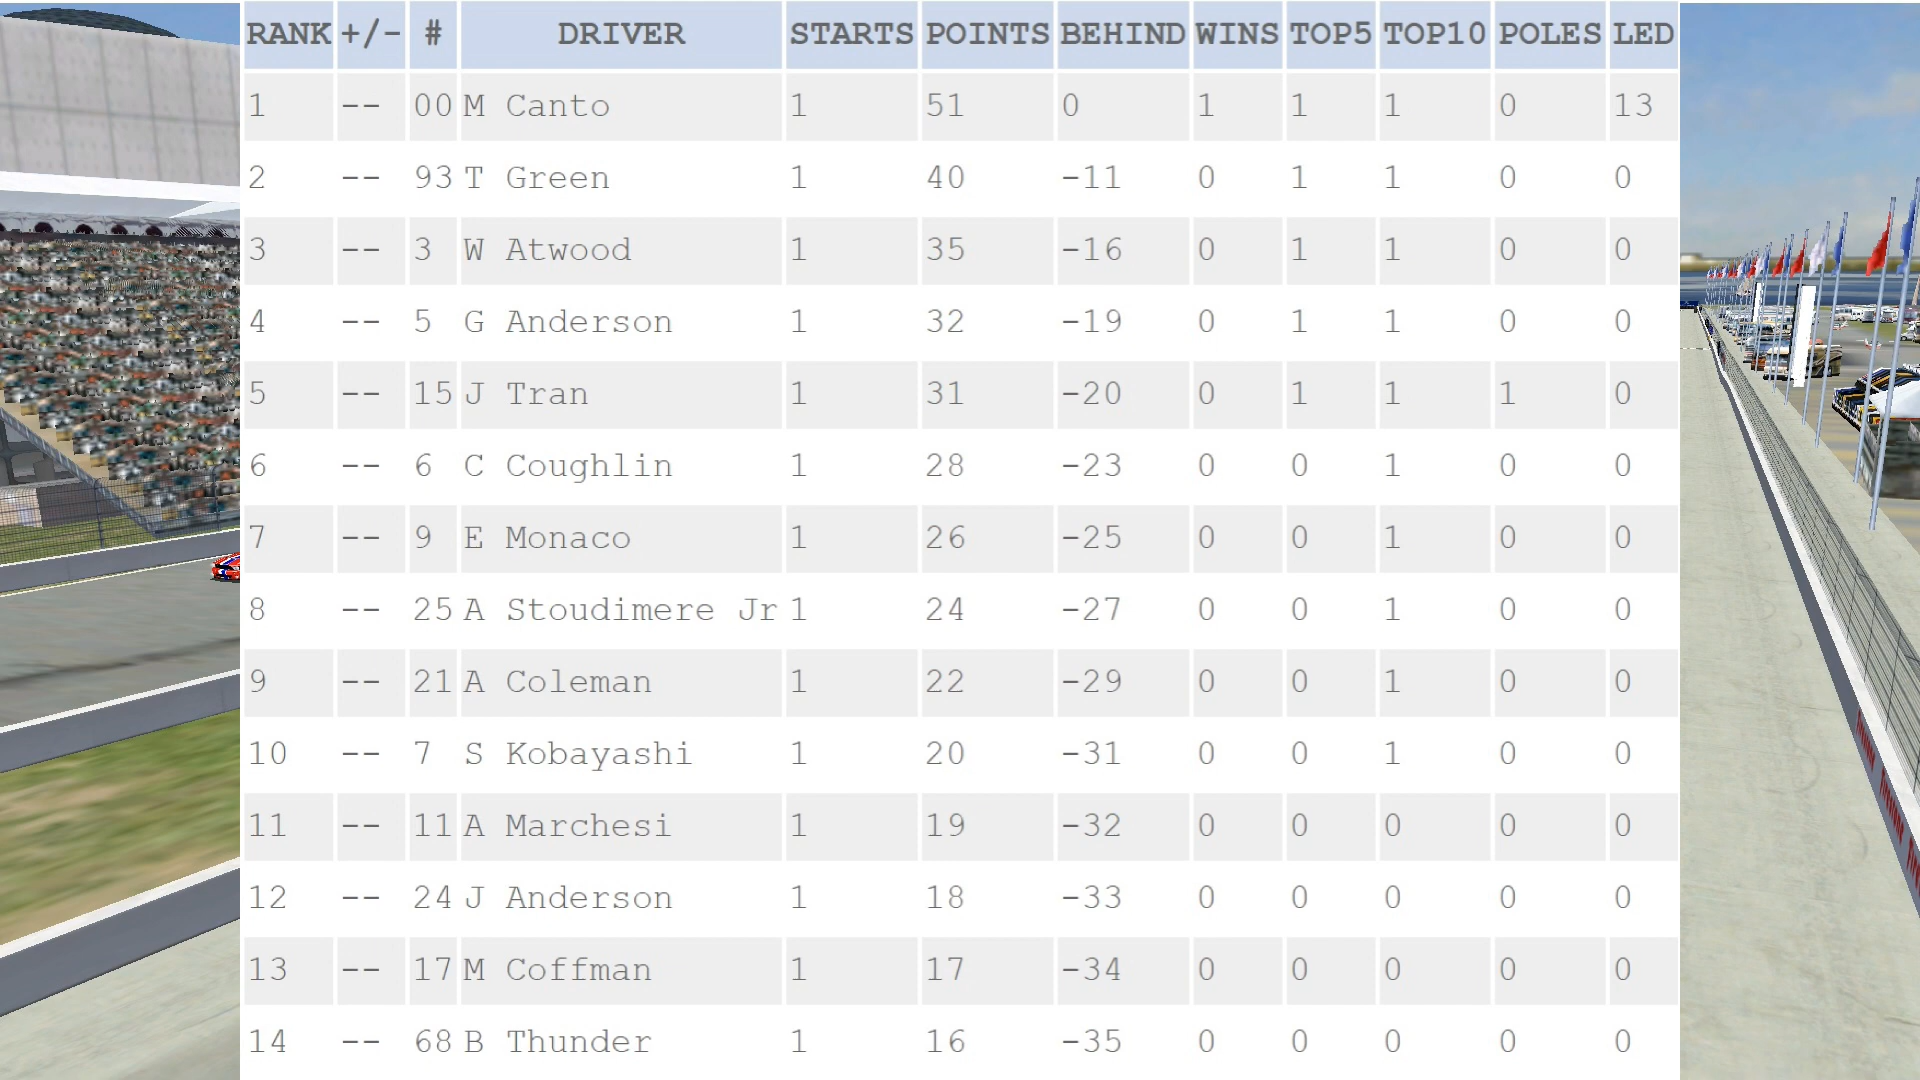 RANK +/- # DRIVER STARTS POINTS BEHIND WINS TOP5 TOP10 POLES LED
1 -- 00 M Canto 1 51 0 1 1 1 0 13
2 -- 93 T Green 1 40 -11 0 1 1 0 0
3 -- 3 W Atwood 1 35 -16 0 1 1 0 0
4 -- 5 G Anderson 1 32 -19 0 1 1 0 0
5 -- 15 J Tran 1 31 -20 0 1 1 1 0
6 -- 6 C Coughlin 1 28 -23 0 0 1 0 0
7 -- 9 E Monaco 1 26 -25 0 0 1 0 0
8 -- 25 A Stoudimere Jr 1 24 -27 0 0 1 0 0
9 -- 21 A Coleman 1 22 -29 0 0 1 0 0
10 -- 7 S Kobayashi 1 20 -31 0 0 1 0 0
11 -- 11 A Marchesi 1 19 -32 0 0 0 0 0
12 -- 24 J Anderson 1 18 -33 0 0 0 0 0
13 -- 17 M Coffman 1 17 -34 0 0 0 0 0
14 -- 68 B Thunder 1 16 -35 0 0 0 0 0